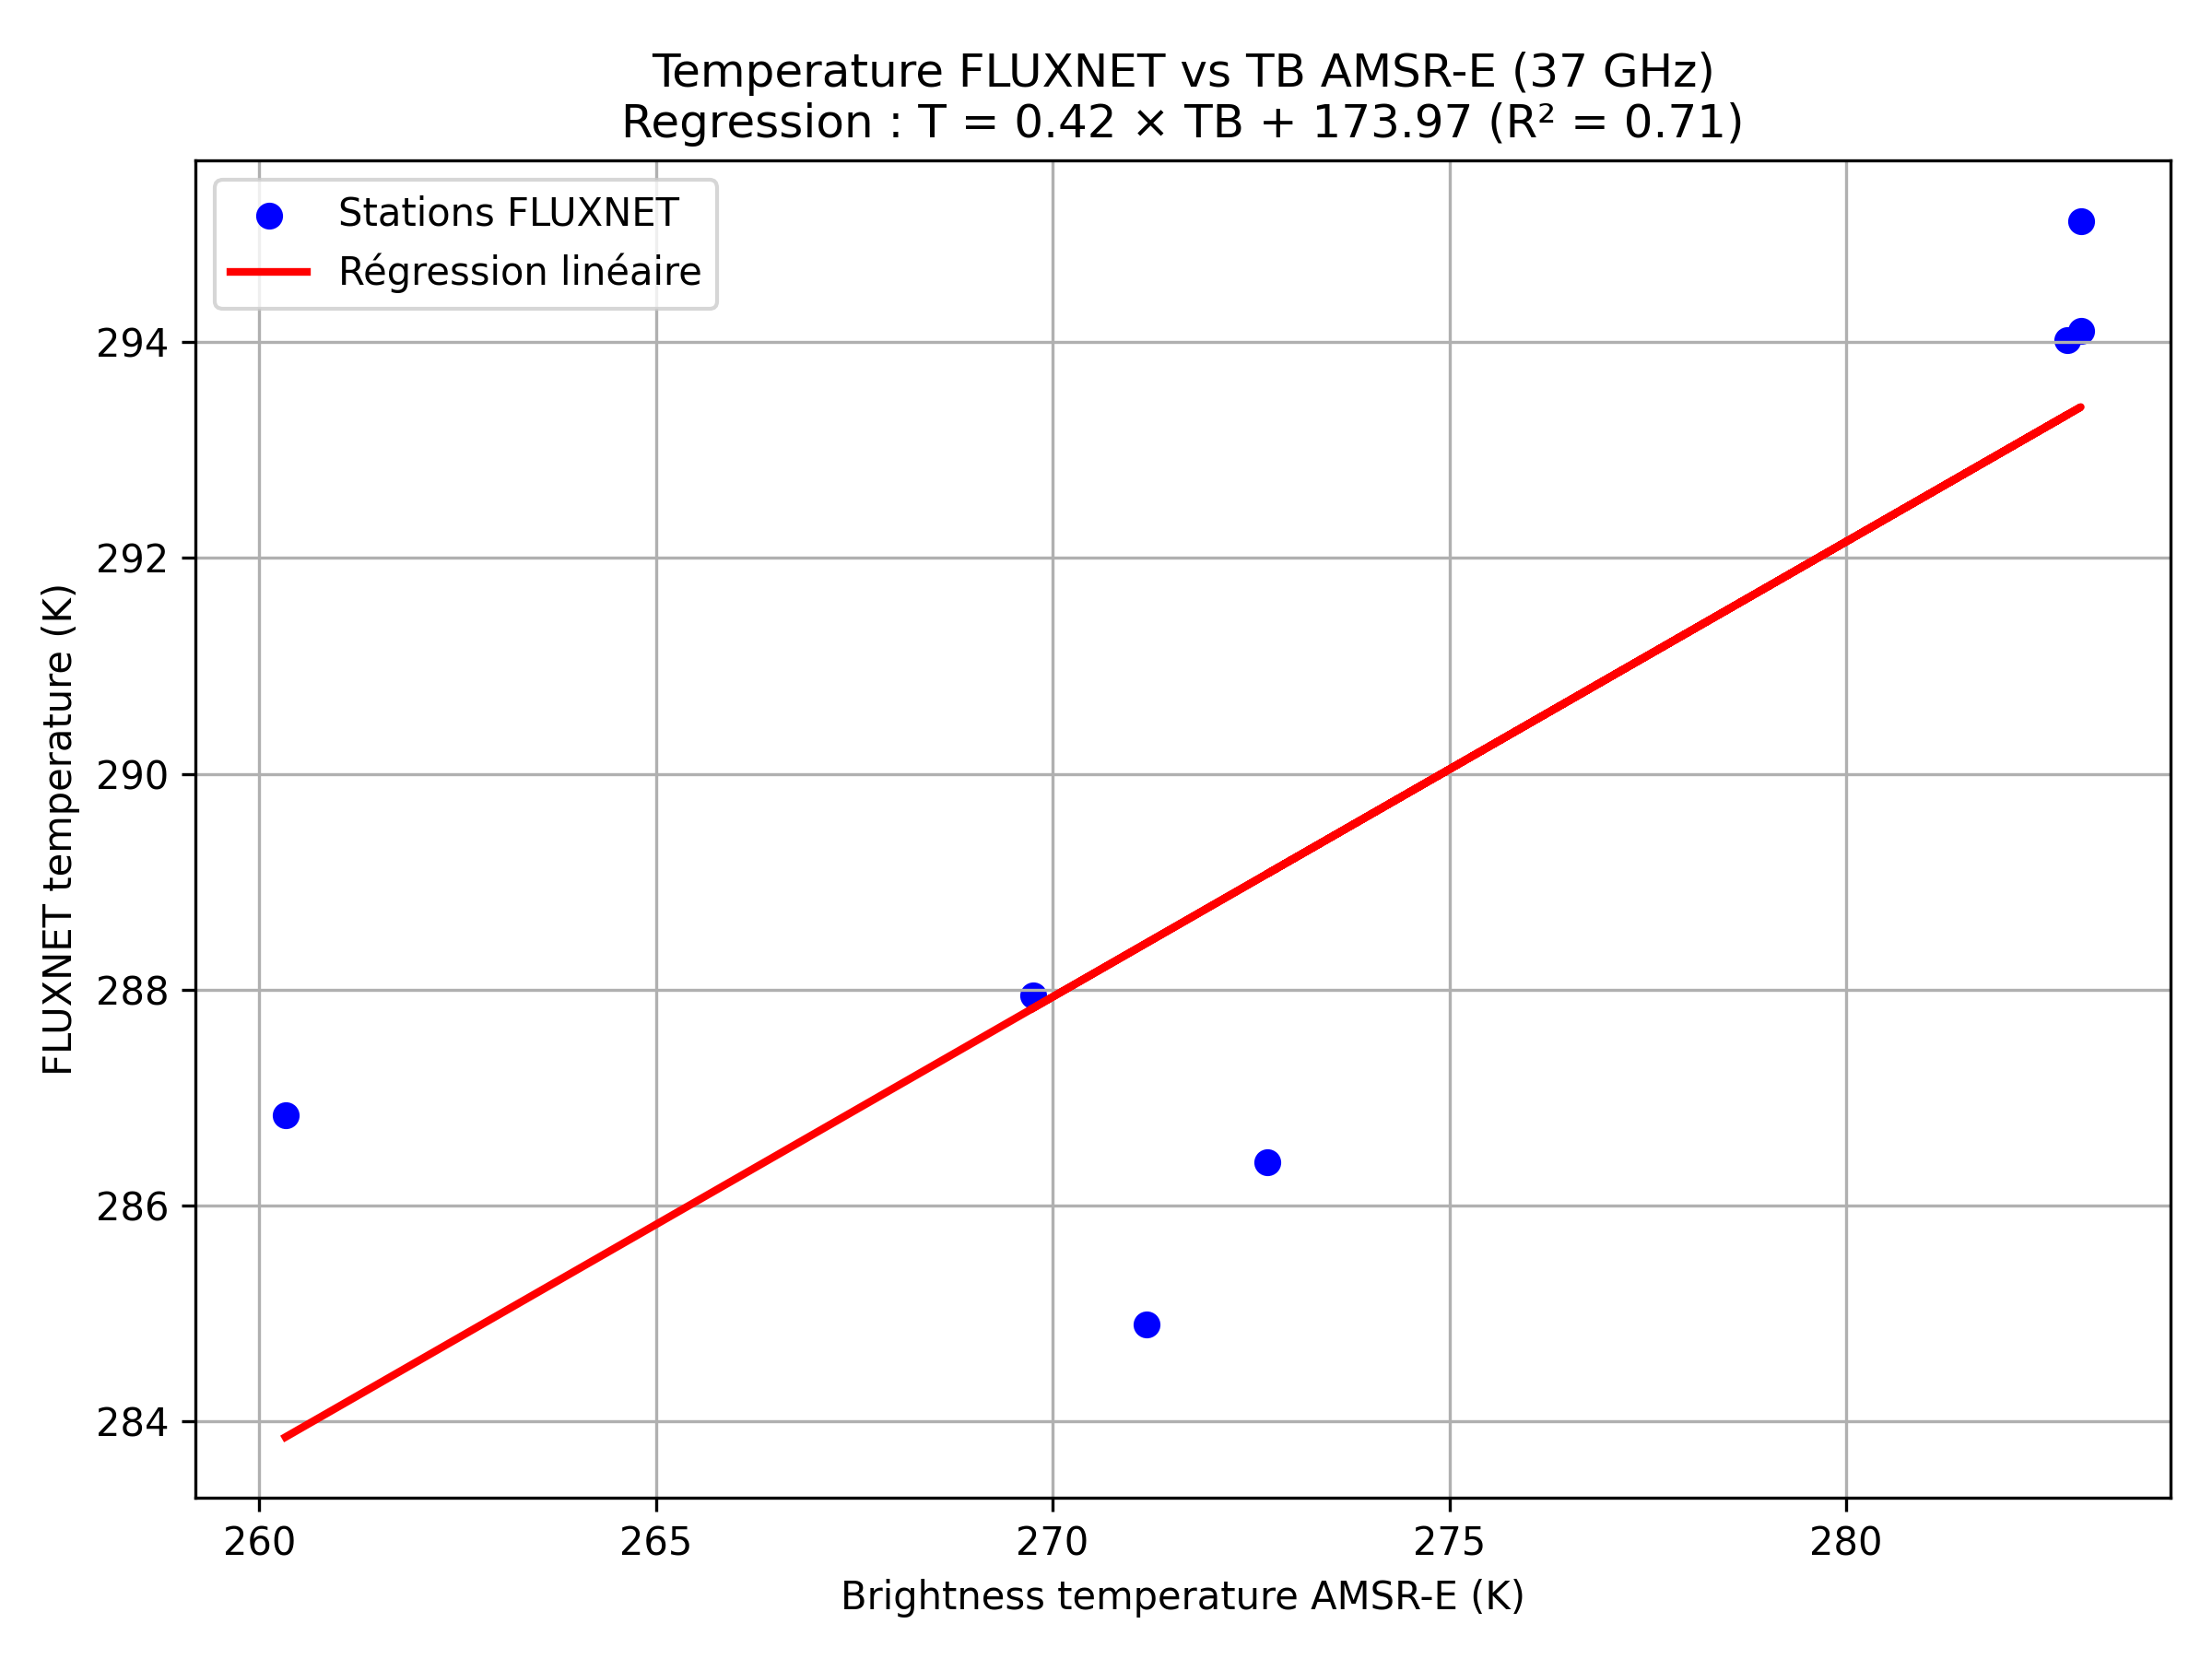 Temperature FLUXNET vs TB AMSR-E (37 GHz)
Regression : T = 0.42 × TB + 173.97 (R² = 0.71)
Stations FLUXNET
Régression linéaire
FLUXNET temperature (K)
294
292
290
288
286
284
260 265 270 275 280
Brightness temperature AMSR-E (K)